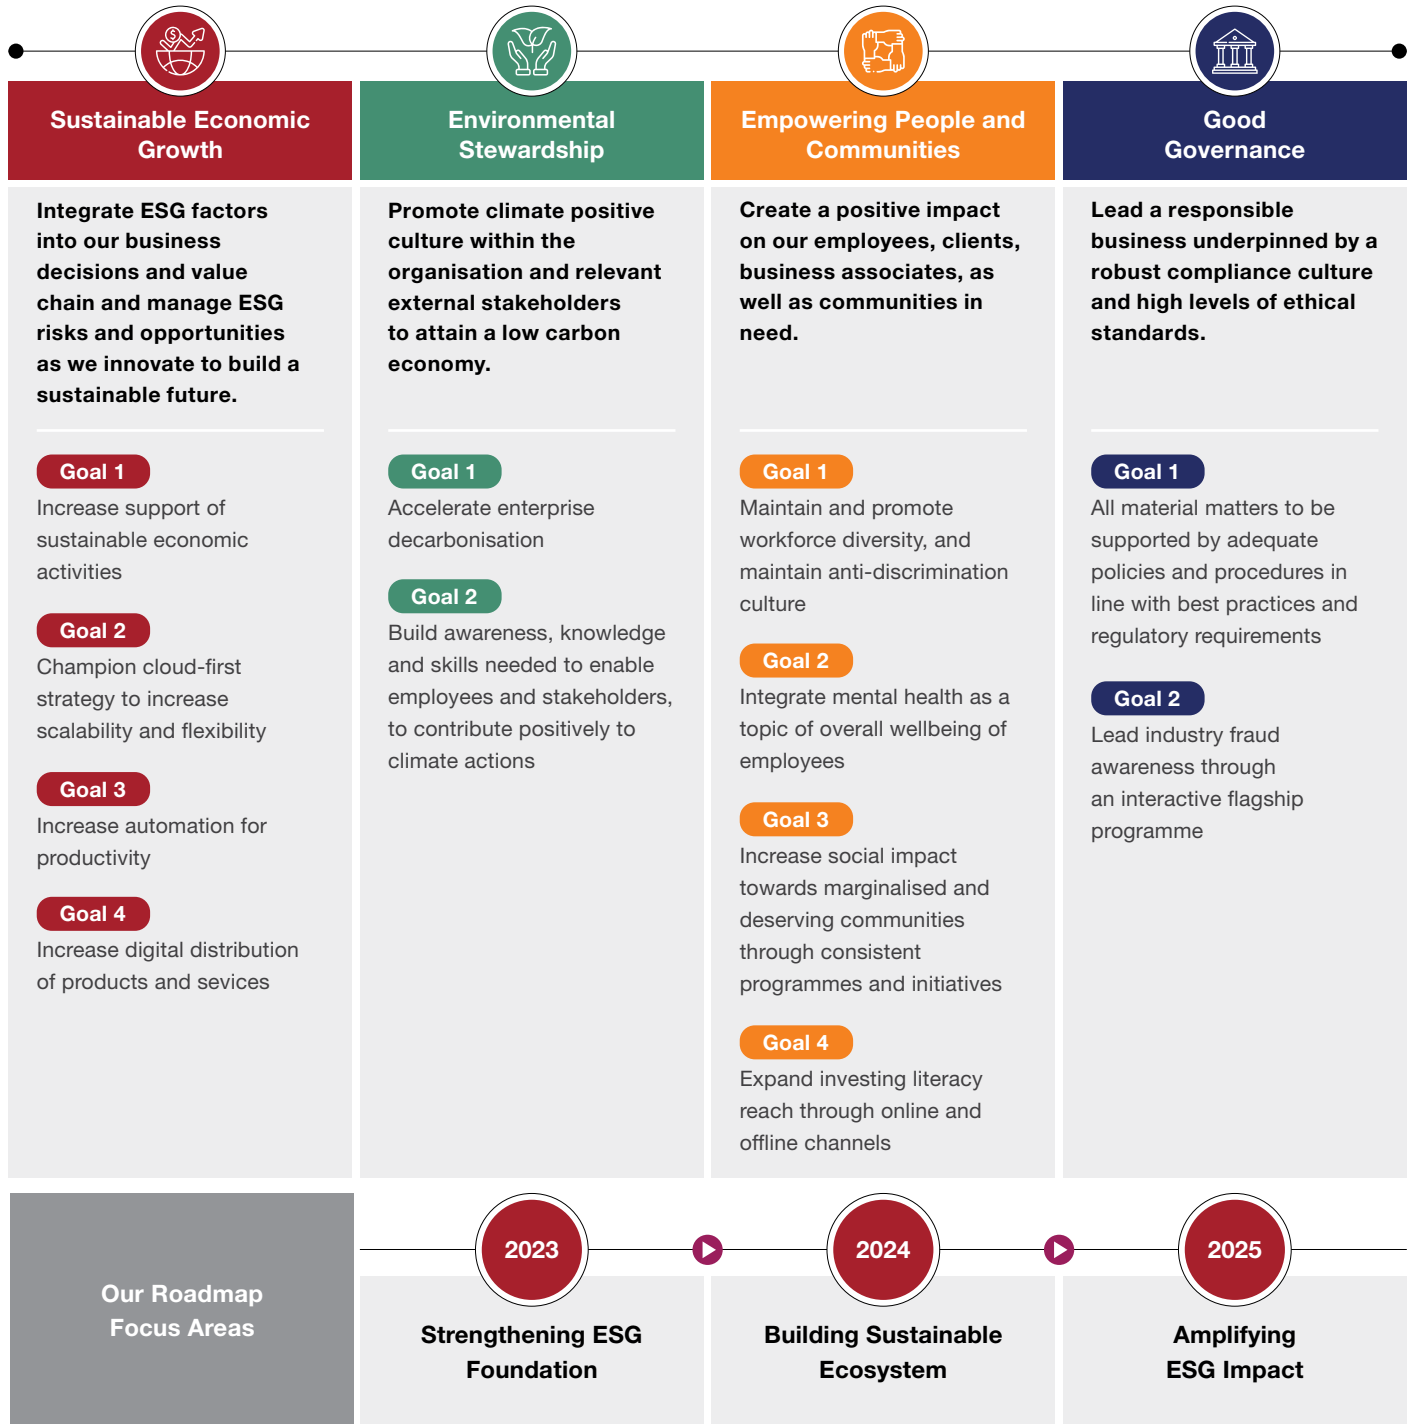 Sustainable Economic
Growth
Integrate ESG factors
into our business
decisions and value
chain and manage ESG
risks and opportunities
as we innovate to build a
sustainable future.
Goal 1
Increase support of
sustainable economic
activities
Goal 2
Champion cloud-first
strategy to increase
scalability and flexibility
Goal 3
Increase automation for
productivity
Goal 4
Increase digital distribution
of products and sevices
Environmental
Stewardship
Promote climate positive
culture within the
organisation and relevant
external stakeholders
to attain a low carbon
economy.
Goal 1
Accelerate enterprise
decarbonisation
Goal 2
Build awareness, knowledge
and skills needed to enable
employees and stakeholders,
to contribute positively to
climate actions
Empowering People and
Communities
Create a positive impact
on our employees, clients,
business associates, as
well as communities in
need.
Goal 1
Maintain and promote
workforce diversity, and
maintain anti-discrimination
culture
Goal 2
Integrate mental health as a
topic of overall wellbeing of
employees
Goal 3
Increase social impact
towards marginalised and
deserving communities
through consistent
programmes and initiatives
Goal 4
Expand investing literacy
reach through online and
offline channels
Good
Governance
Lead a responsible
business underpinned by a
robust compliance culture
and high levels of ethical
standards.
Goal 1
All material matters to be
supported by adequate
policies and procedures in
line with best practices and
regulatory requirements
Goal 2
Lead industry fraud
awareness through
an interactive flagship
programme
Our Roadmap
Focus Areas
2023
Strengthening ESG
Foundation
2024
Building Sustainable
Ecosystem
2025
Amplifying
ESG Impact